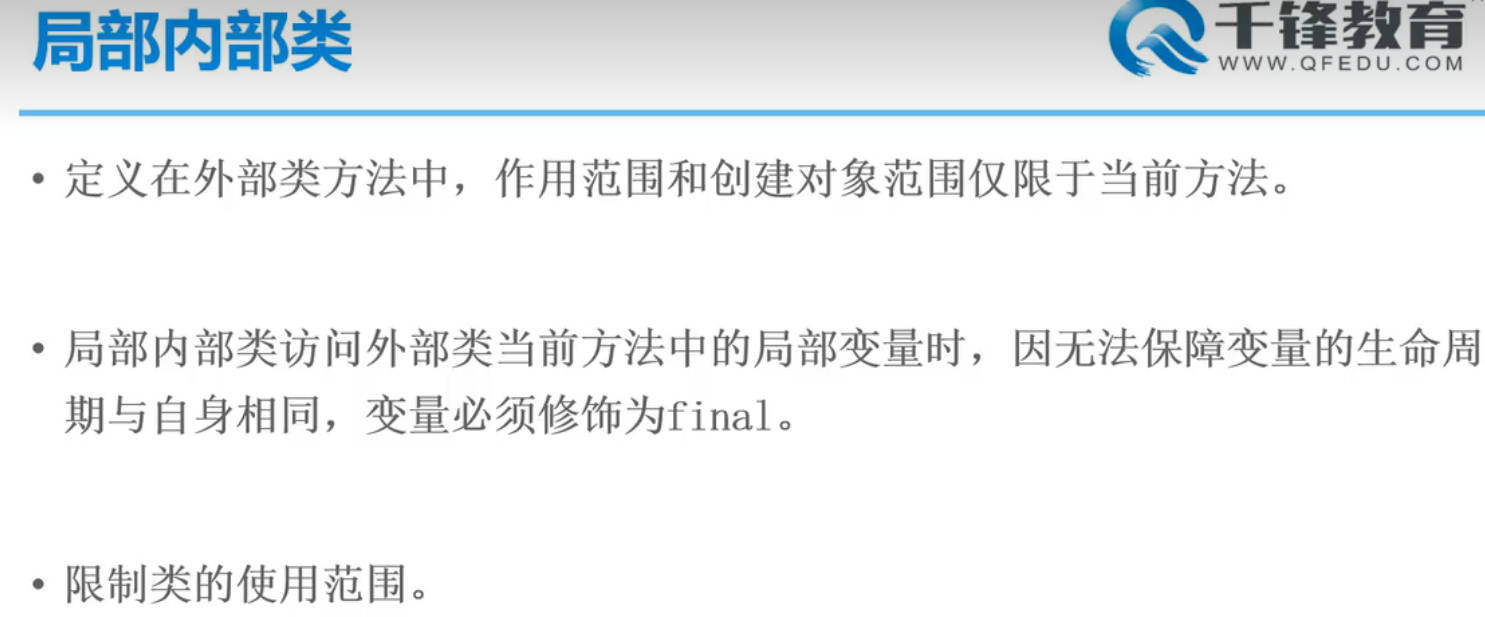 局部内部类
千锋教育
WWW.QFEDU.COM
• 定义在外部类方法中，作用范围和创建对象范围仅限于当前方法。
• 局部内部类访问外部类当前方法中的局部变量时，因无法保障变量的生命周
期与自身相同，变量必须修饰为final。
• 限制类的使用范围。